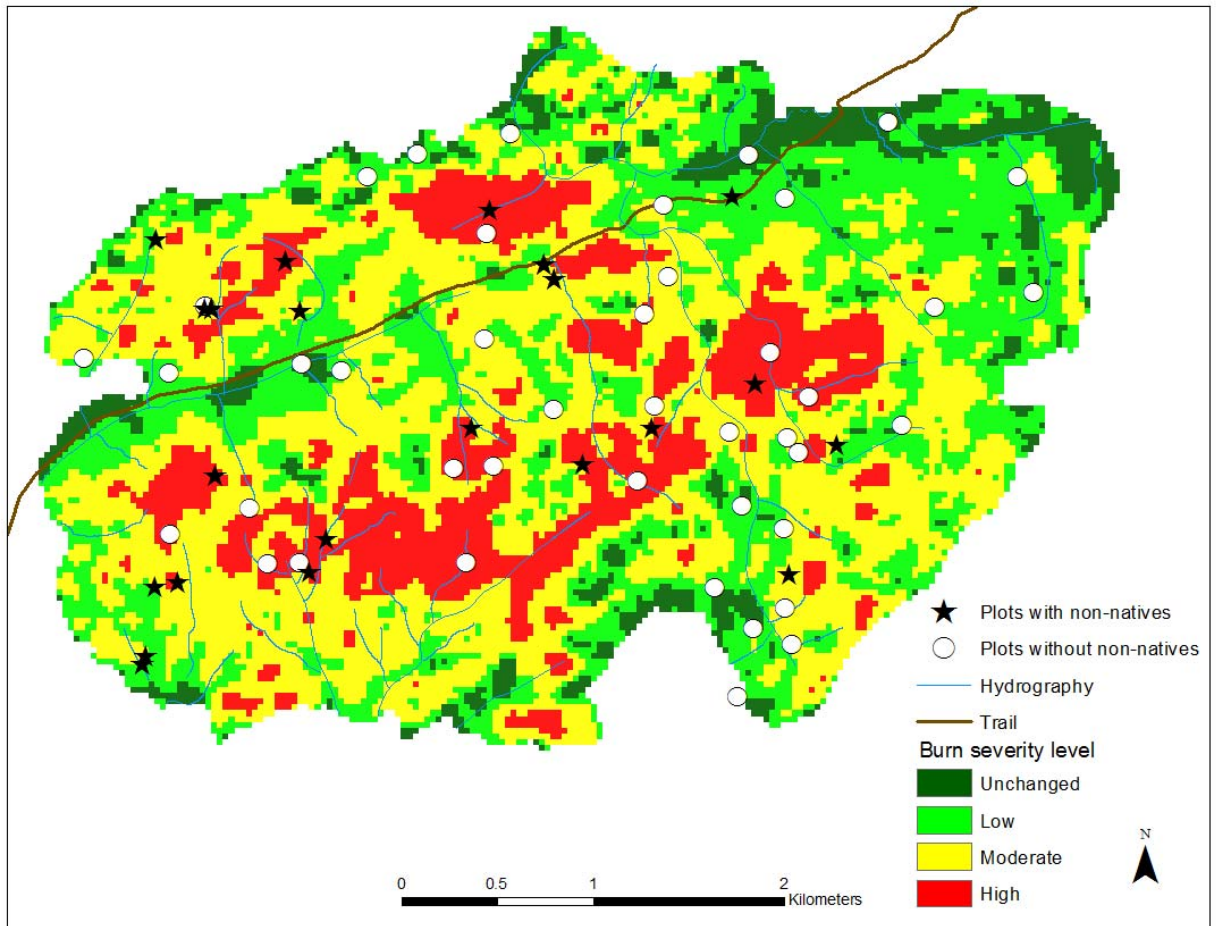 Plots with non-natives
Plots without non-natives
Hydrography
Trail
Burn severity level
Unchanged
Low
Moderate
High
N
0 0.5 1 2
Kilometers